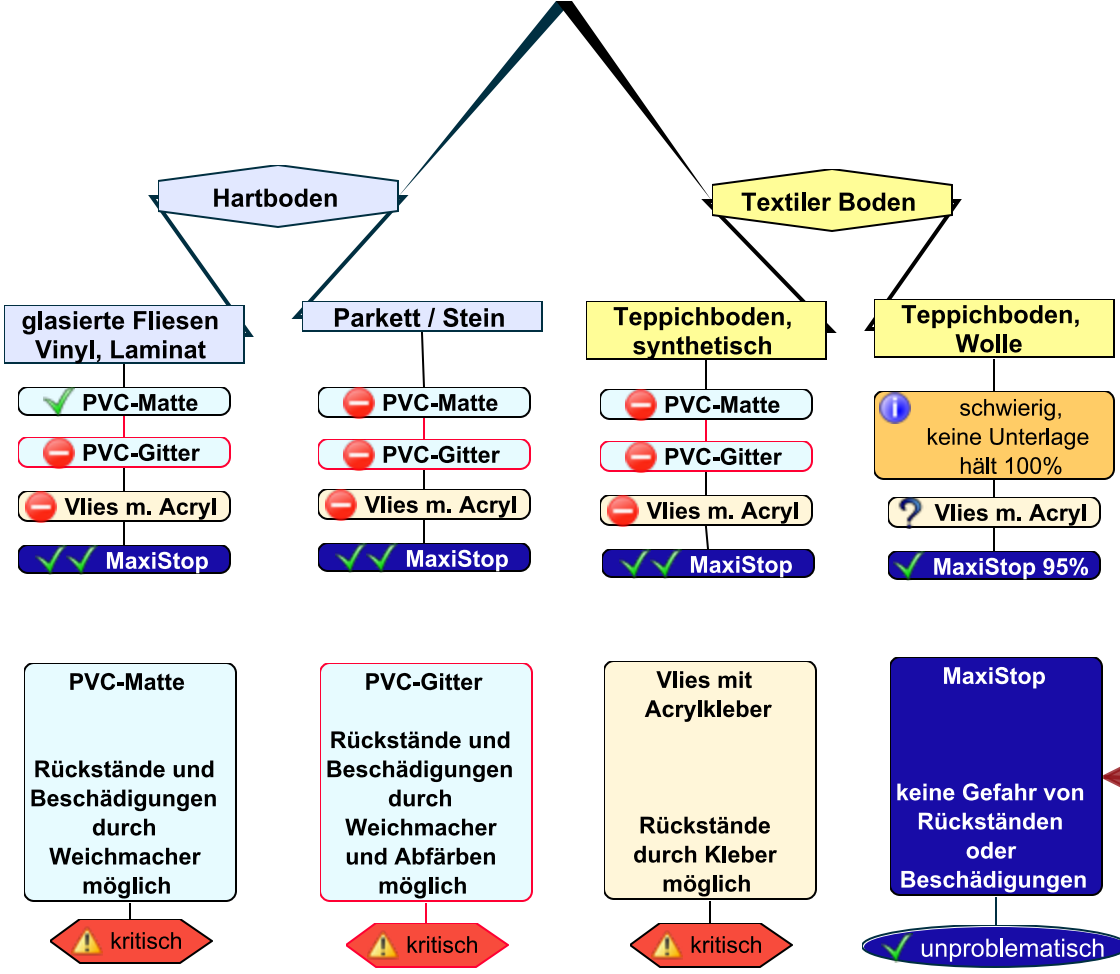 Hartboden
Textiler Boden
glasierte Fliesen
Vinyl, Laminat
PVC-Matte
PVC-Gitter
Vlies m. Acryl
MaxiStop
Parkett / Stein
PVC-Matte
PVC-Gitter
Vlies m. Acryl
MaxiStop
Teppichboden,
synthetisch
PVC-Matte
PVC-Gitter
Vlies m. Acryl
MaxiStop
Teppichboden,
Wolle
schwierig,
keine Unterlage
hält 100%
Vlies m. Acryl
MaxiStop 95%
PVC-Matte
Rückstände und
Beschädigungen
durch
Weichmacher
möglich
kritisch
PVC-Gitter
Rückstände und
Beschädigungen
durch
Weichmacher
und Abfärben
möglich
kritisch
Vlies mit
Acrylkleber
Rückstände
durch Kleber
möglich
kritisch
MaxiStop
keine Gefahr von
Rückständen
oder
Beschädigungen
unproblematisch